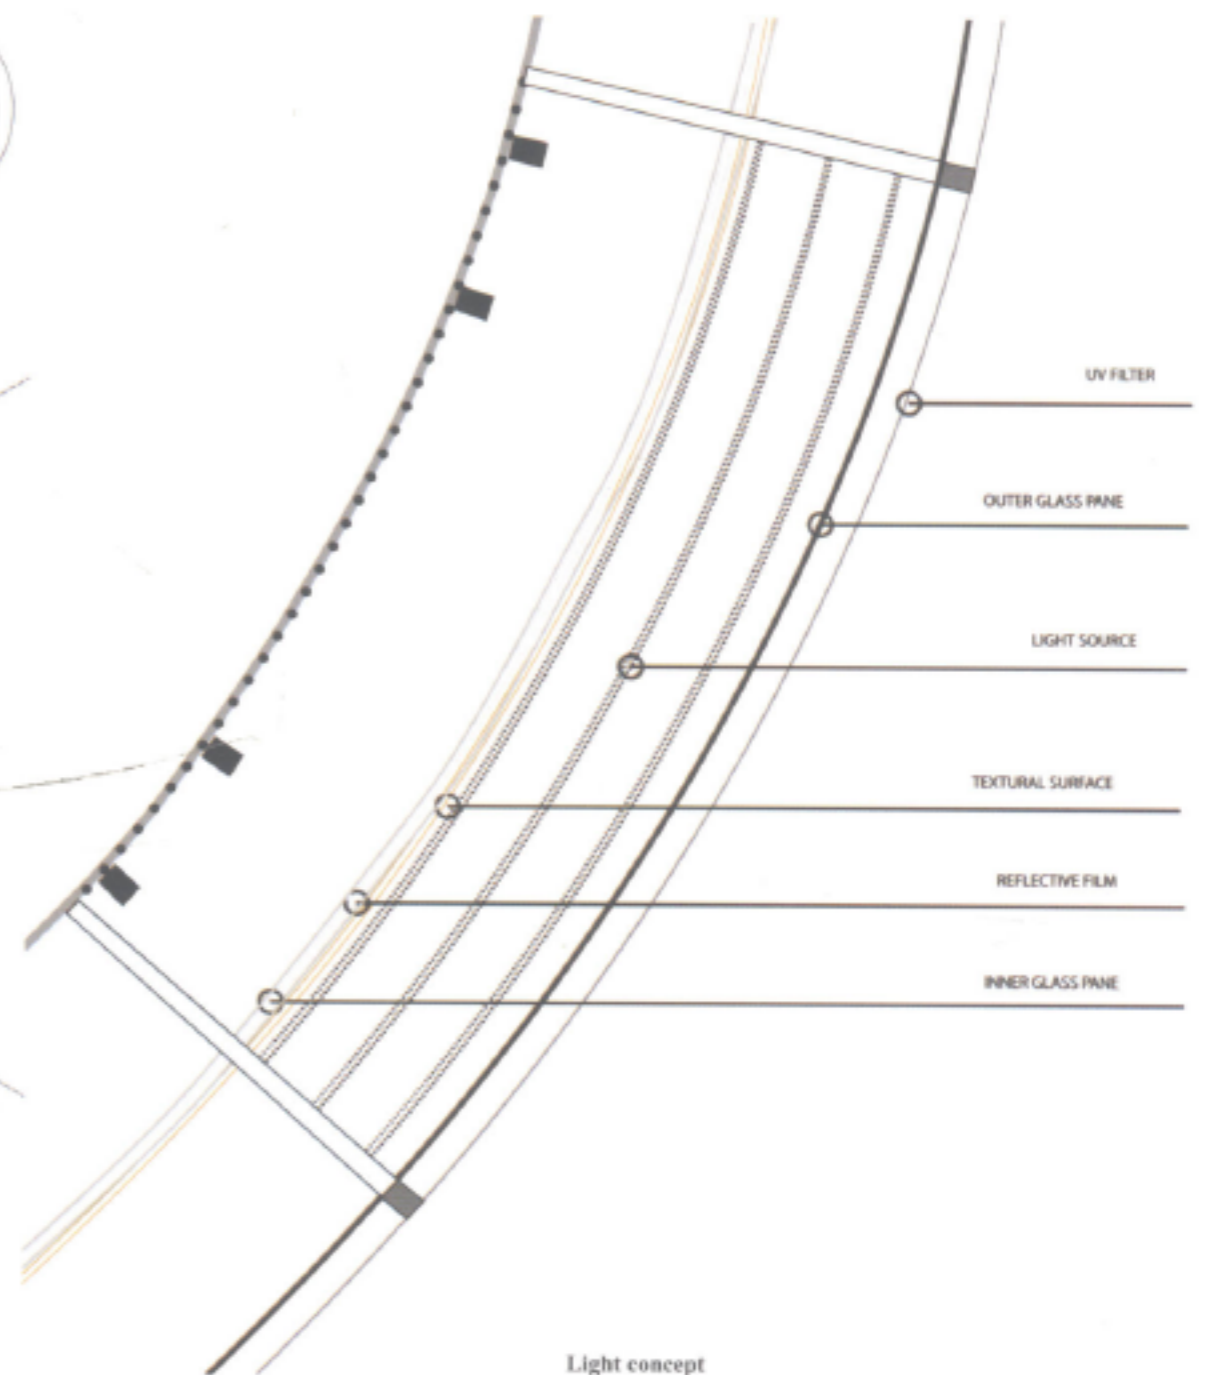 UV FILTER
OUTER GLASS PANE
LIGHT SOURCE
TEXTURAL SURFACE
REFLECTIVE FILM
INNER GLASS PANE
Light concept